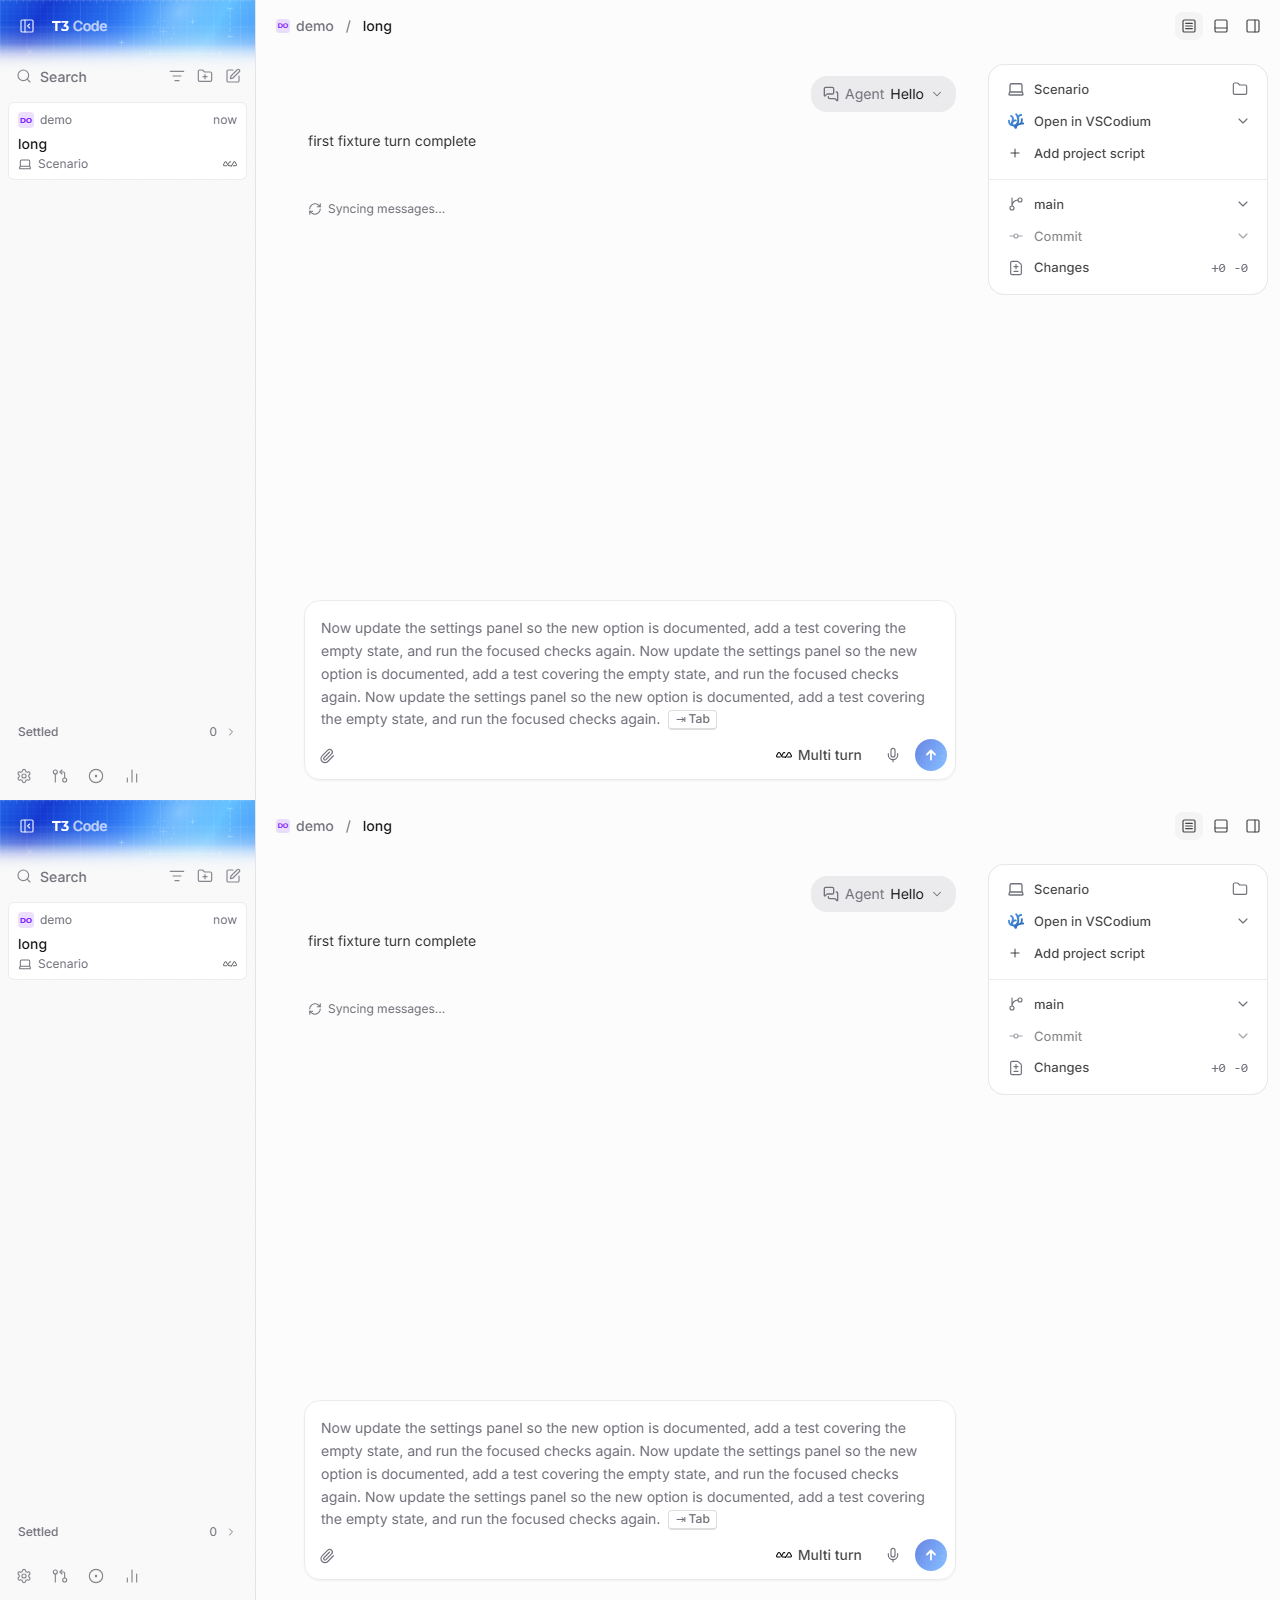 T3 Code
demo / long
Search
DO demo now
long
Scenario
Agent Hello
first fixture turn complete
Syncing messages...
Scenario
Open in VSCodium
Add project script
main
Commit
Changes +0 -0
Now update the settings panel so the new option is documented, add a test covering the
empty state, and run the focused checks again. Now update the settings panel so the new
option is documented, add a test covering the empty state, and run the focused checks
again. Now update the settings panel so the new option is documented, add a test covering
the empty state, and run the focused checks again. ⇥ Tab
Multi turn
Settled 0
T3 Code
DO demo / long
Search
DO demo now
long
Scenario
Agent Hello
first fixture turn complete
Syncing messages...
Scenario
Open in VSCodium
Add project script
main
Commit
Changes +0 -0
Now update the settings panel so the new option is documented, add a test covering the
empty state, and run the focused checks again. Now update the settings panel so the new
option is documented, add a test covering the empty state, and run the focused checks
again. Now update the settings panel so the new option is documented, add a test covering
the empty state, and run the focused checks again. ⇥ Tab
Multi turn
Settled 0